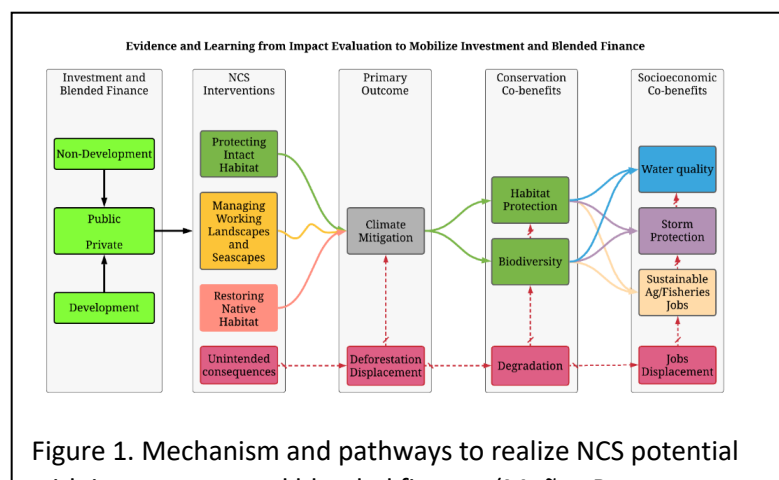 Evidence and Learning from Impact Evaluation to Mobilize Investment and Blended Finance
Investment and
Blended Finance
Non-Development
Public
Private
Development
NCS
Interventions
Protecting
Intact
Habitat
Managing
Working
Landscapes
and
Seascapes
Restoring
Native
Habitat
Unintended
consequences
Primary
Outcome
Climate
Mitigation
Deforestation
Displacement
Conservation
Co-benefits
Habitat
Protection
Biodiversity
Degradation
Socioeconomic
Co-benefits
Water quality
Storm
Protection
Sustainable
Ag/Fisheries
Jobs
Jobs
Displacement
Figure 1. Mechanism and pathways to realize NCS potential